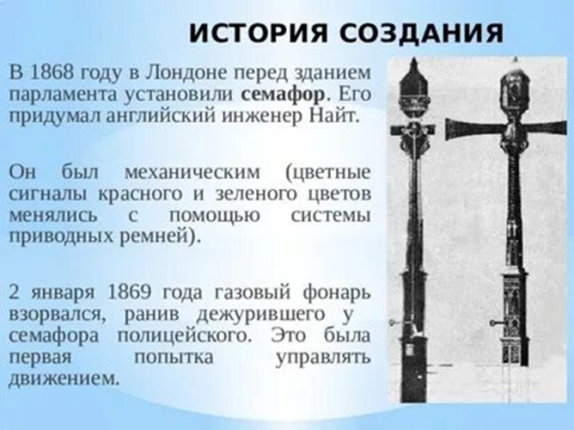 ИСТОРИЯ СОЗДАНИЯ
В 1868 году в Лондоне перед зданием
парламента установили семафор. Его
придумал английский инженер Найт.
Он был механическим (цветные
сигналы красного и зеленого цветов
менялись с помощью системы
приводных ремней).
2 января 1869 года газовый фонарь
взорвался, ранив дежурившего у
семафора полицейского. Это была
первая попытка управлять
движением.